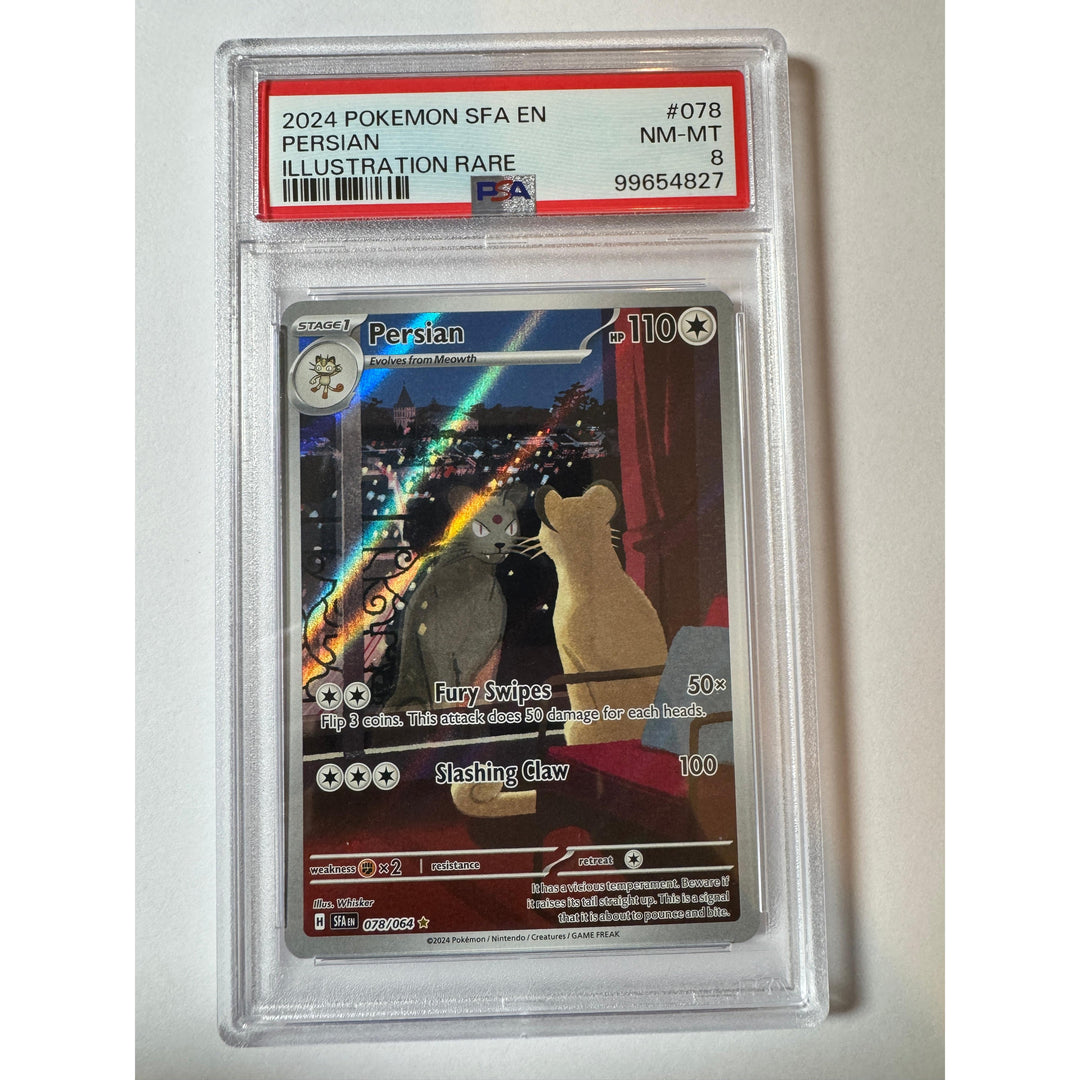 2024 POKEMON SFA EN #078
PERSIAN NM-MT
ILLUSTRATION RARE 8
PSA 99654827
STAGE 1 Persian HP 110
Evolves from Meowth
Fury Swipes 50×
Flip 3 coins. This attack does 50 damage for each heads.
Slashing Claw 100
weakness ×2 resistance retreat
It has a vicious temperament. Beware if
it raises its tail straight up. This is a signal
that it is about to pounce and bite.
Illus. Whisker
H SFA EN 078/064
©2024 Pokémon / Nintendo / Creatures / GAME FREAK